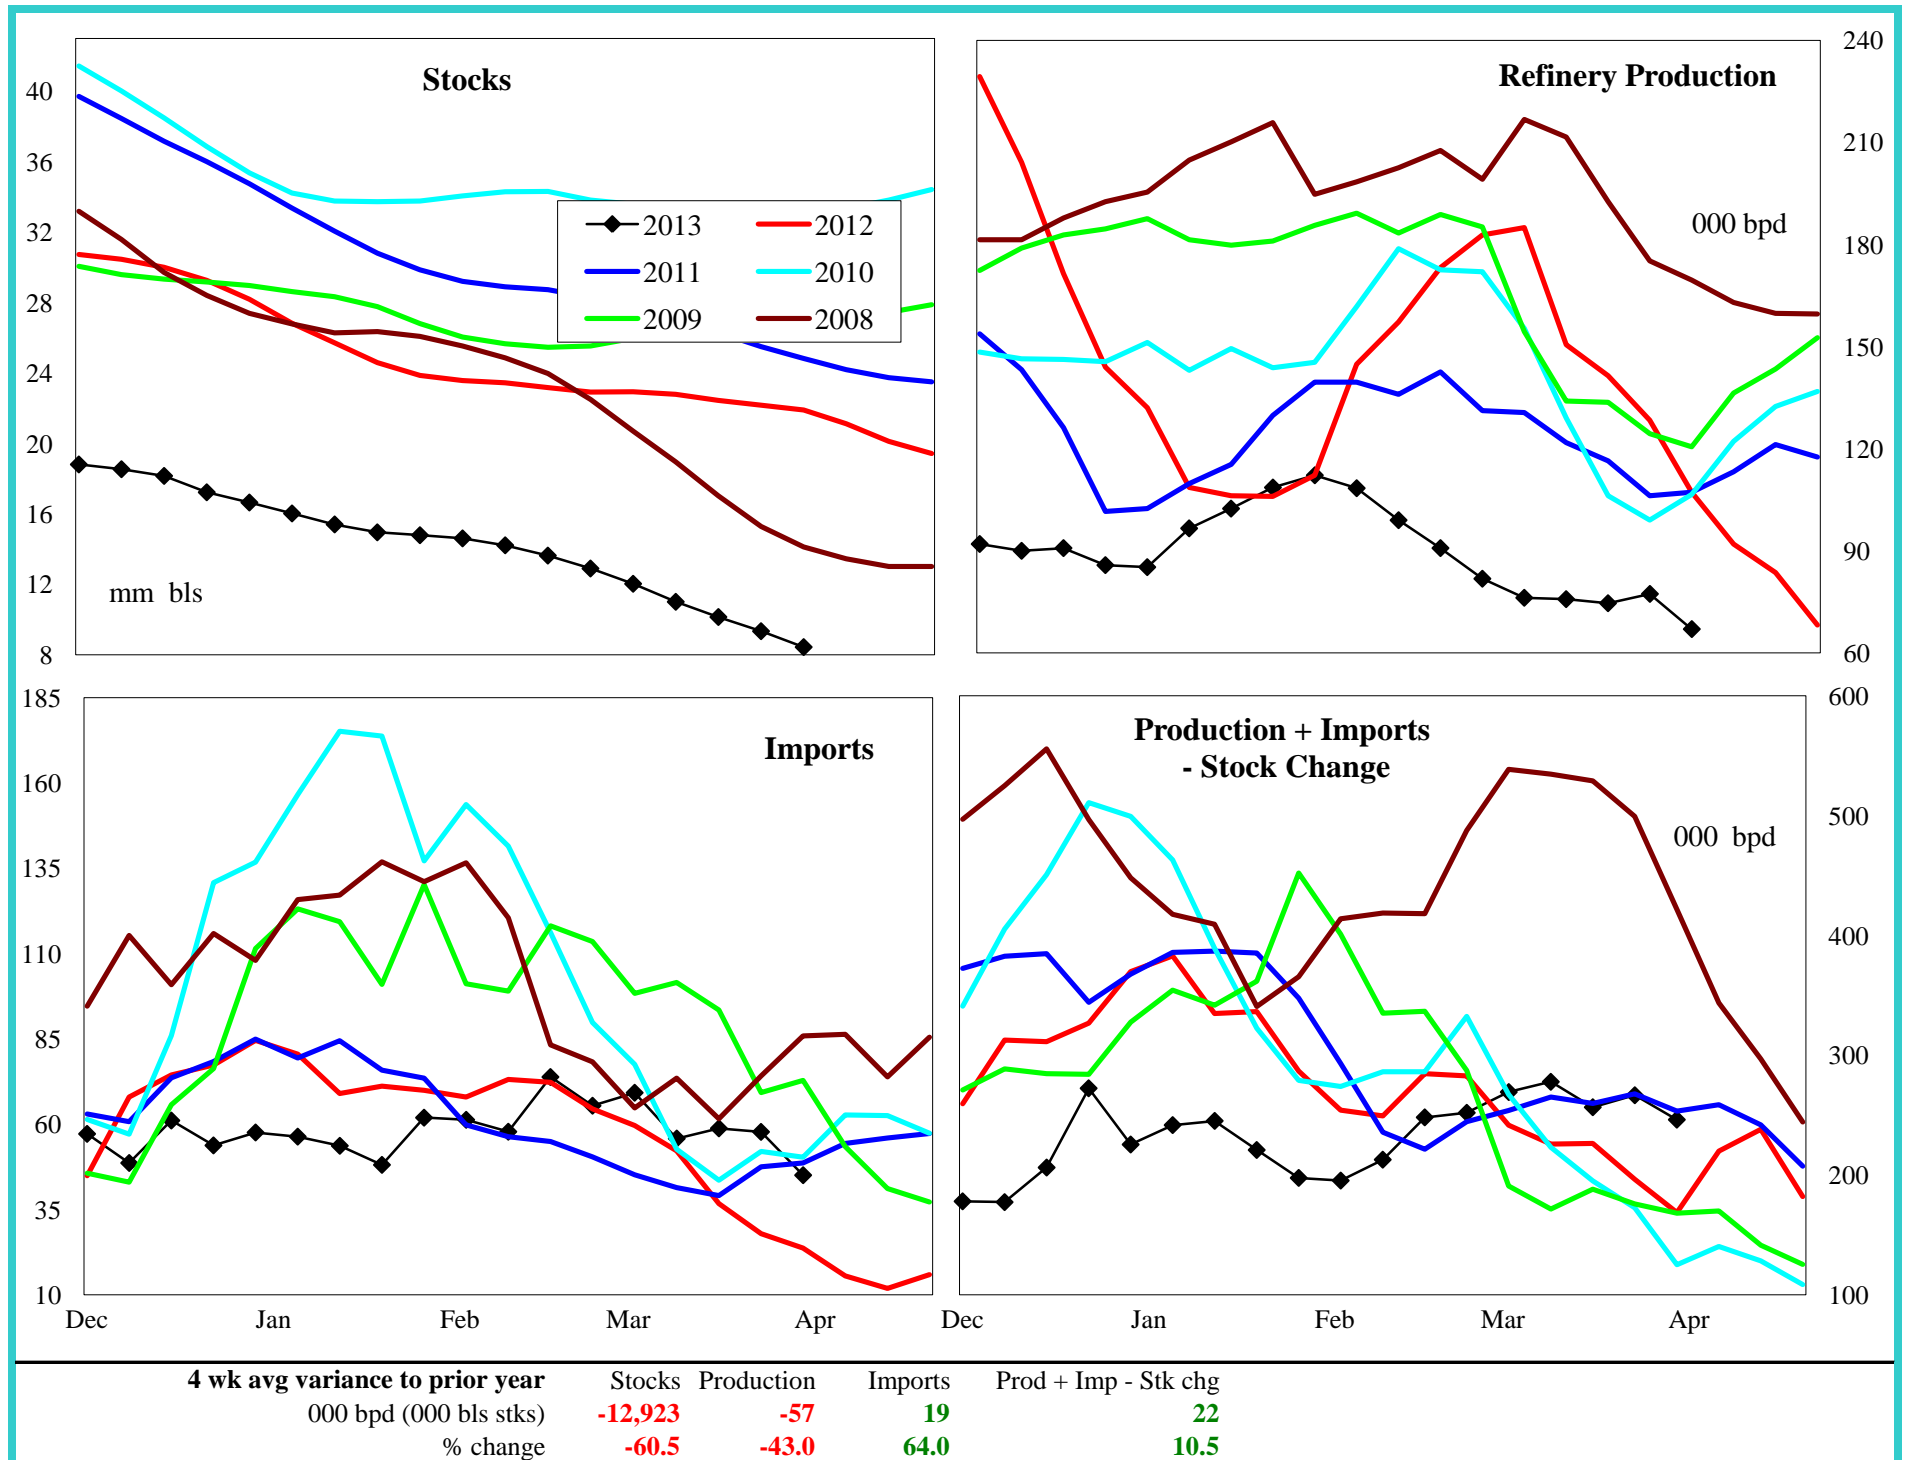 Stocks
40
36
32
28
24
20
16
12
8
mm bls
2013 2012
2011 2010
2009 2008
Refinery Production
000 bpd
240
210
180
150
120
90
60
Imports
185
160
135
110
85
60
35
10
Dec Jan Feb Mar Apr
Production + Imports
- Stock Change
000 bpd
600
500
400
300
200
100
Dec Jan Feb Mar Apr
4 wk avg variance to prior year Stocks Production Imports Prod + Imp - Stk chg
000 bpd (000 bls stks) -12,923 -57 19 22
% change -60.5 -43.0 64.0 10.5